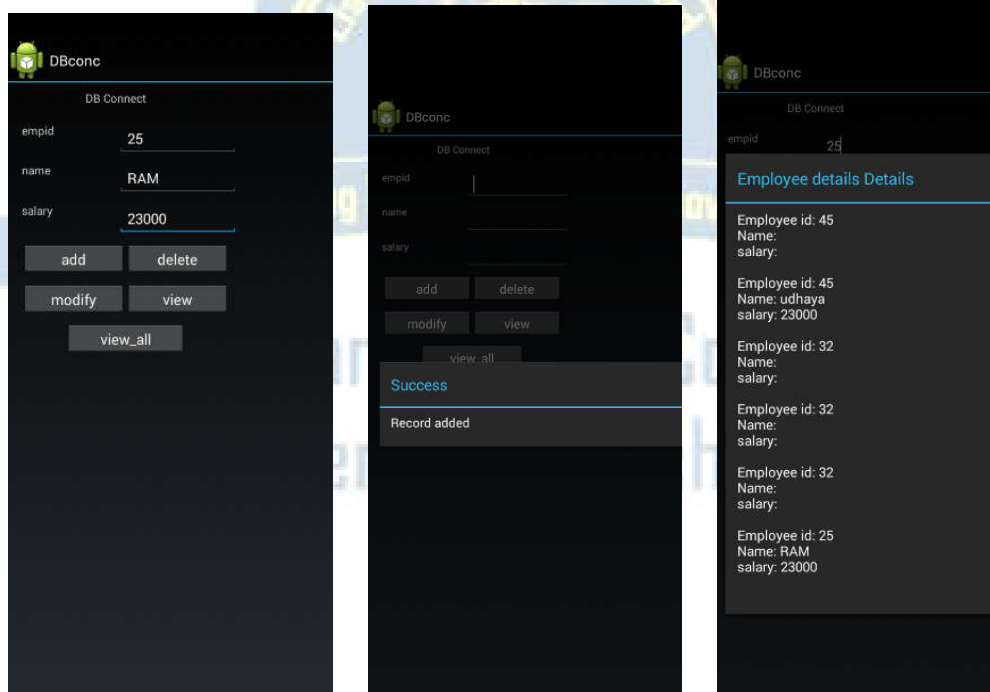 DBconc
DB Connect
empid 25
name RAM
salary 23000
add delete
modify view
view_all
DBconc
DB Connect
empid
name
salary
add delete
modify view
view_all
Success
Record added
DBconc
DB Connect
empid 25
Employee details Details
Employee id: 45
Name:
salary:
Employee id: 45
Name: udhaya
salary: 23000
Employee id: 32
Name:
salary:
Employee id: 32
Name:
salary:
Employee id: 32
Name:
salary:
Employee id: 25
Name: RAM
salary: 23000